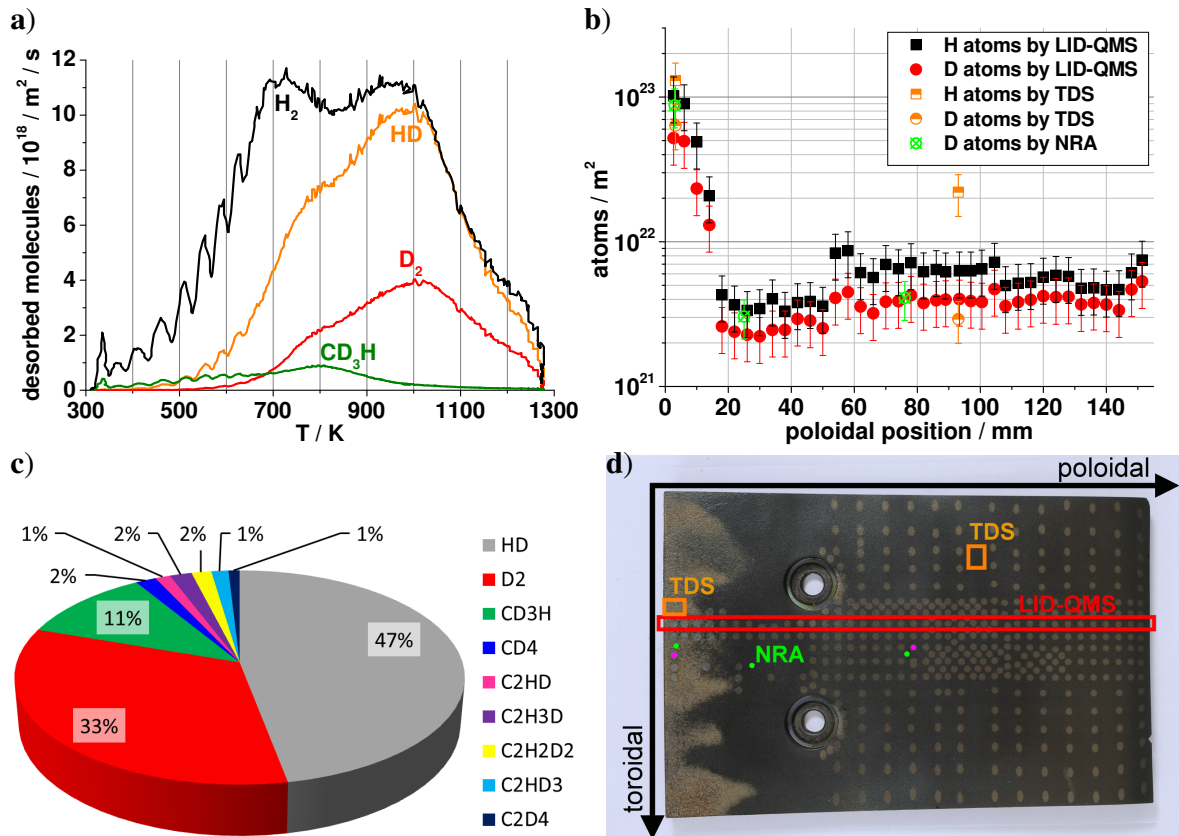 a)
desorbed molecules / 10^18 / m^2 / s
12
10
8
6
4
2
0
H2
HD
D2
CD3H
300 500 700 900 1100 1300
T / K
b)
atoms / m^2
10^23
10^22
10^21
H atoms by LID-QMS
D atoms by LID-QMS
H atoms by TDS
D atoms by TDS
D atoms by NRA
0 20 40 60 80 100 120 140
poloidal position / mm
c)
1% 2% 2% 1% 1%
2%
11%
33%
47%
HD
D2
CD3H
CD4
C2HD
C2H3D
C2H2D2
C2HD3
C2D4
d)
poloidal
toroidal
TDS
TDS
LID-QMS
NRA